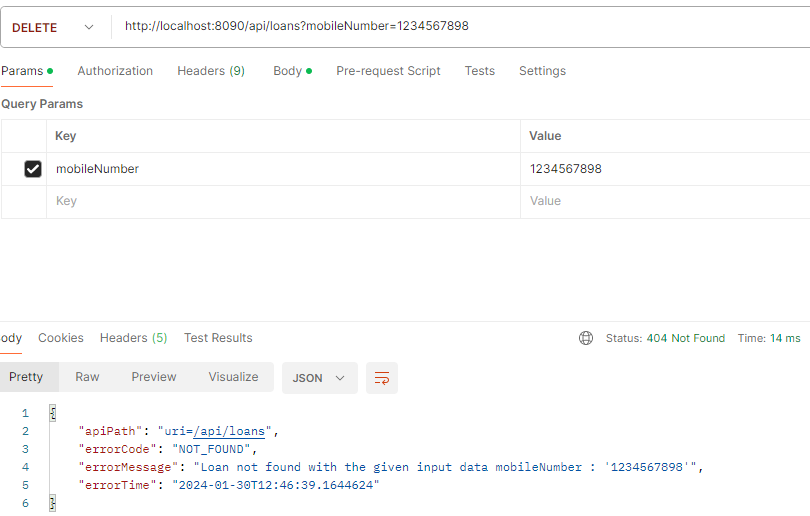 DELETE http://localhost:8090/api/loans?mobileNumber=1234567898
Params Authorization Headers (9) Body Pre-request Script Tests Settings
Query Params
Key Value
mobileNumber 1234567898
Key Value
ody Cookies Headers (5) Test Results Status: 404 Not Found Time: 14 ms
Pretty Raw Preview Visualize JSON
1 {
2 "apiPath": "uri=/api/loans",
3 "errorCode": "NOT_FOUND",
4 "errorMessage": "Loan not found with the given input data mobileNumber : '1234567898'",
5 "errorTime": "2024-01-30T12:46:39.1644624"
6 }